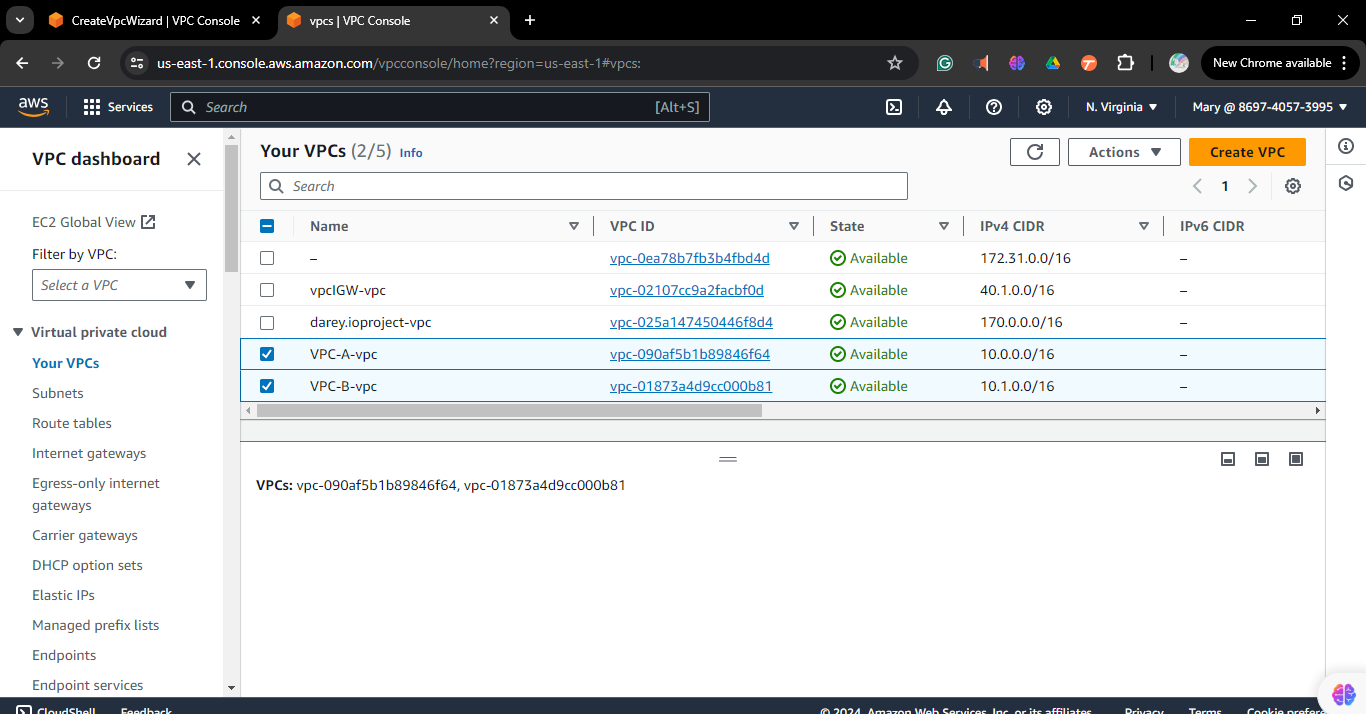 CreateVpcWizard | VPC Console
vpcs | VPC Console
us-east-1.console.aws.amazon.com/vpcconsole/home?region=us-east-1#vpcs:
New Chrome available
aws
Services
Search
[Alt+S]
N. Virginia
Mary @ 8697-4057-3995
VPC dashboard
EC2 Global View
Filter by VPC:
Select a VPC
Virtual private cloud
Your VPCs
Subnets
Route tables
Internet gateways
Egress-only internet
gateways
Carrier gateways
DHCP option sets
Elastic IPs
Managed prefix lists
Endpoints
Endpoint services
Your VPCs (2/5) Info
Actions
Create VPC
Search
1
Name VPC ID State IPv4 CIDR IPv6 CIDR
– vpc-0ea78b7fb3b4fbd4d Available 172.31.0.0/16 –
vpcIGW-vpc vpc-02107cc9a2facbf0d Available 40.1.0.0/16 –
darey.ioproject-vpc vpc-025a147450446f8d4 Available 170.0.0.0/16 –
VPC-A-vpc vpc-090af5b1b89846f64 Available 10.0.0.0/16 –
VPC-B-vpc vpc-01873a4d9cc000b81 Available 10.1.0.0/16 –
VPCs: vpc-090af5b1b89846f64, vpc-01873a4d9cc000b81
CloudShell Feedback
© 2024, Amazon Web Services, Inc. or its affiliates. Privacy Terms Cookie prefer